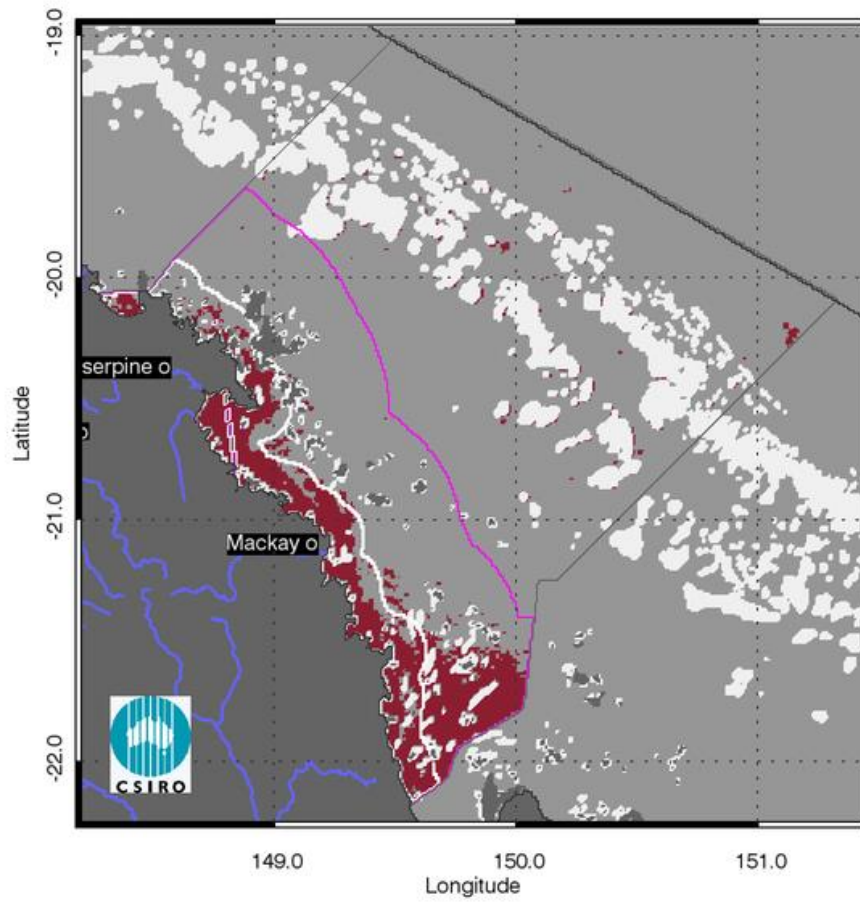 -19.0
-20.0
serpine o
o
Latitude
-21.0
Mackay o
-22.0
CSIRO
149.0
150.0
151.0
Longitude